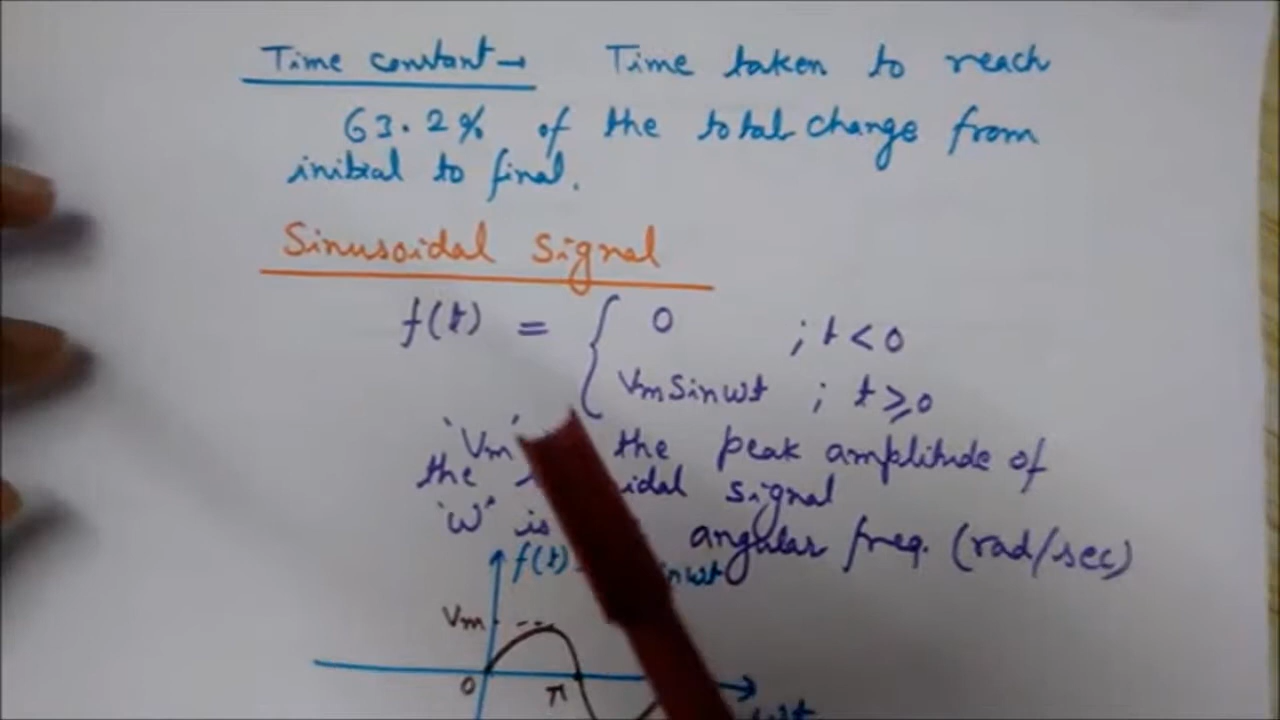 Time constant → Time taken to reach
63.2% of the total change from
initial to final.
Sinusoidal Signal
f(t) = { 0 ; t < 0
Vm Sin ωt ; t ≥ 0
'Vm' the peak amplitude of
the signal
'ω' is angular freq. (rad/sec)
f(t)
Vm
0 π